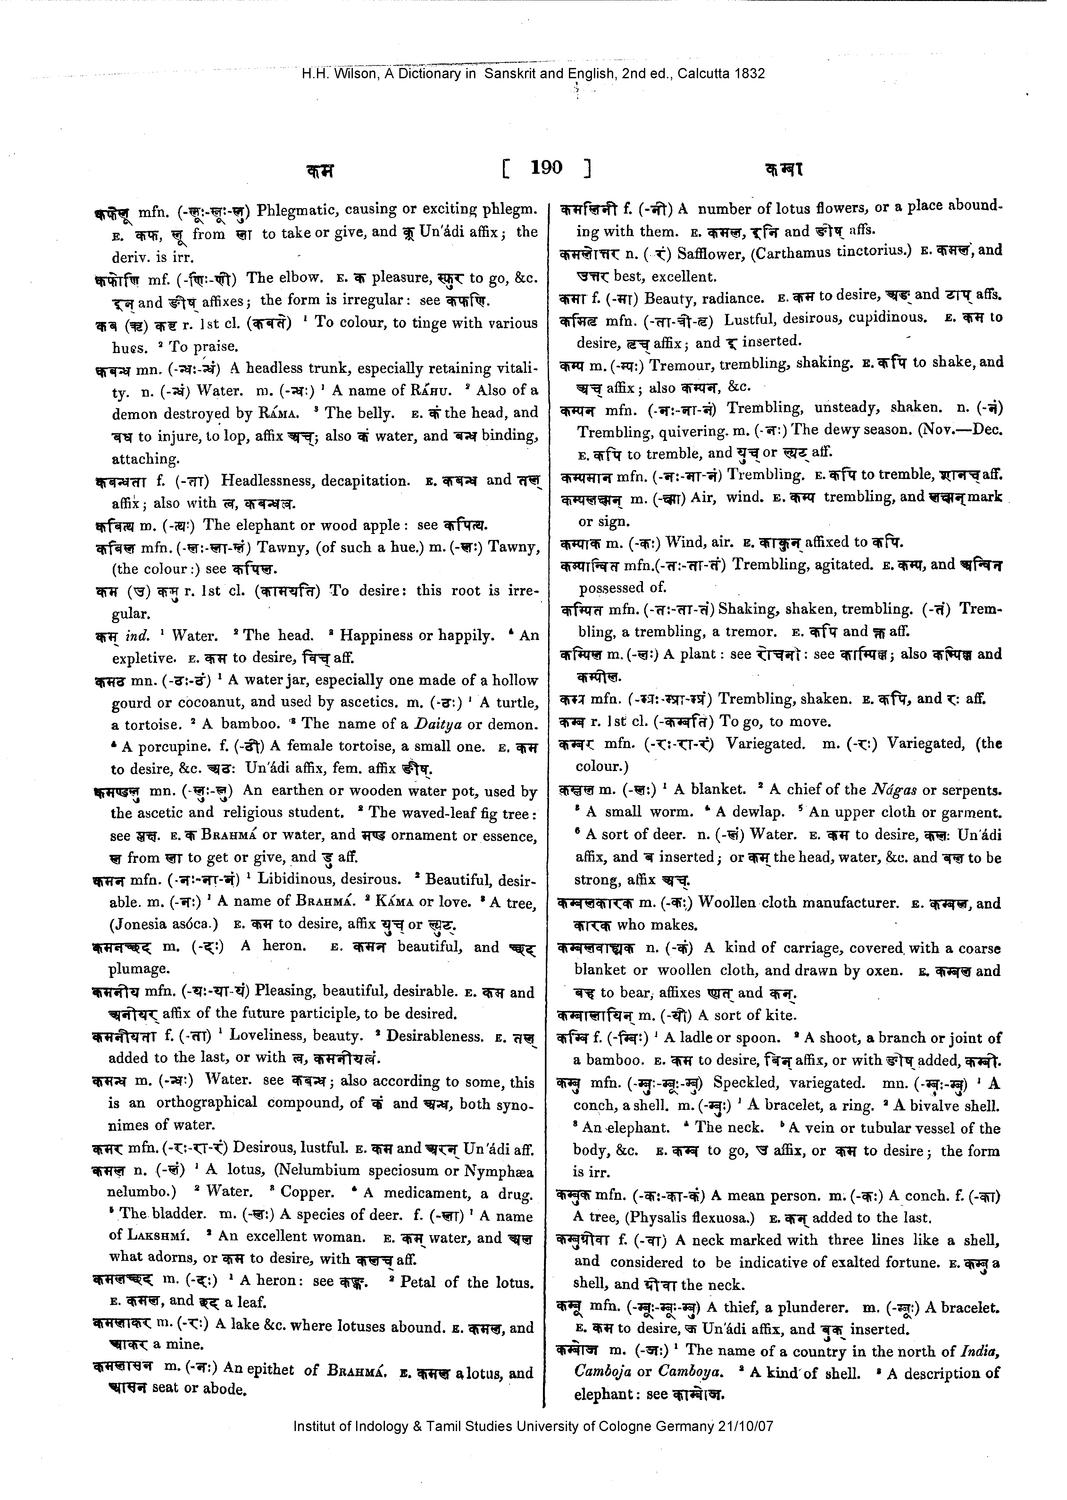 H.H. Wilson, A Dictionary in Sanskrit and English, 2nd ed., Calcutta 1832
कम [ 190 ] कम्बा
कफेलू mfn. (-लूः-लूः-लु) Phlegmatic, causing or exciting phlegm.
E. कफ, लू from ला to take or give, and कू Un'ádi affix; the
deriv. is irr.
कफोणि mf. (-णिः-णी) The elbow. E. क pleasure, स्फुर to go, &c.
इन् and ङीष् affixes; the form is irregular: see कफणि.
कब (ऋ) कबृ r. 1st cl. (कबते) ¹ To colour, to tinge with various
hues. ² To praise.
कबन्ध mn. (-न्धः-न्धं) A headless trunk, especially retaining vitali-
ty. n. (-न्धं) Water. m. (-न्धः) ¹ A name of RÁHU. ² Also of a
demon destroyed by RÁMA. ³ The belly. E. कं the head, and
बध to injure, to lop, affix अच्; also कं water, and बन्ध binding,
attaching.
कबन्धता f. (-ता) Headlessness, decapitation. E. कबन्ध and तल्
affix; also with त्व, कबन्धत्वं.
कबित्थ m. (-त्थः) The elephant or wood apple: see कपित्थ.
कबिल mfn. (-लः-ला-लं) Tawny, (of such a hue.) m. (-लः) Tawny,
(the colour:) see कपिल.
कम (उ) कमु r. 1st cl. (कामयति) To desire: this root is irre-
gular.
कम् ind. ¹ Water. ² The head. ³ Happiness or happily. ⁴ An
expletive. E. कम to desire, विच् aff.
कमठ mn. (-ठः-ठं) ¹ A water jar, especially one made of a hollow
gourd or cocoanut, and used by ascetics. m. (-ठः) ¹ A turtle,
a tortoise. ² A bamboo. ³ The name of a Daitya or demon.
⁴ A porcupine. f. (-ठी) A female tortoise, a small one. E. कम
to desire, &c. अठः Un'ádi affix, fem. affix ङीष्.
कमण्डलु mn. (-लुः-लु) An earthen or wooden water pot, used by
the ascetic and religious student. ² The waved-leaf fig tree:
see प्लक्ष. E. क BRAHMÁ or water, and मण्ड ornament or essence,
ल from ला to get or give, and डु aff.
कमन mfn. (-नः-ना-नं) ¹ Libidinous, desirous. ² Beautiful, desir-
able. m. (-नः) ¹ A name of BRAHMÁ. ² KÁMA or love. ³ A tree,
(Jonesia asóca.) E. कम to desire, affix युच् or ल्युट्.
कमनच्छद m. (-दः) A heron. E. कमन beautiful, and च्छद
plumage.
कमनीय mfn. (-यः-या-यं) Pleasing, beautiful, desirable. E. कम and
अनीयर् affix of the future participle, to be desired.
कमनीयता f. (-ता) ¹ Loveliness, beauty. ² Desirableness. E. तल्
added to the last, or with त्व, कमनीयत्वं.
कमन्ध m. (-न्धः) Water. see कबन्ध; also according to some, this
is an orthographical compound, of कं and अन्ध, both syno-
nimes of water.
कमर mfn. (-रः-रा-रं) Desirous, lustful. E. कम and अरन् Un'ádi aff.
कमल n. (-लं) ¹ A lotus, (Nelumbium speciosum or Nymphæa
nelumbo.) ² Water. ³ Copper. ⁴ A medicament, a drug.
⁵ The bladder. m. (-लः) A species of deer. f. (-ला) ¹ A name
of LAKSHMÍ. ² An excellent woman. E. कम् water, and अल
what adorns, or कम to desire, with कलच् aff.
कमलच्छद m. (-दः) ¹ A heron: see कङ्क. ² Petal of the lotus.
E. कमल, and छद a leaf.
कमलाकर m. (-रः) A lake &c. where lotuses abound. E. कमल, and
आकर a mine.
कमलासन m. (-नः) An epithet of BRAHMÁ. E. कमल a lotus, and
आसन seat or abode.
कमलिनी f. (-नी) A number of lotus flowers, or a place abound-
ing with them. E. कमल, इनि and ङीष् affs.
कमलोत्तर n. (-रं) Safflower, (Carthamus tinctorius.) E. कमल, and
उत्तर best, excellent.
कमा f. (-मा) Beauty, radiance. E. कम to desire, अङ् and टाप् affs.
कमितृ mfn. (-ता-त्री-तृ) Lustful, desirous, cupidinous. E. कम to
desire, तृच् affix; and इ inserted.
कम्प m. (-म्पः) Tremour, trembling, shaking. E. कपि to shake, and
अच् affix; also कम्पन, &c.
कम्पन mfn. (-नः-ना-नं) Trembling, unsteady, shaken. n. (-नं)
Trembling, quivering. m. (-नः) The dewy season. (Nov.—Dec.
E. कपि to tremble, and युच् or ल्युट् aff.
कम्पमान mfn. (-नः-ना-नं) Trembling. E. कपि to tremble, शानच् aff.
कम्पलक्ष्मन् m. (-क्ष्मा) Air, wind. E. कम्प trembling, and लक्ष्मन् mark
or sign.
कम्पाक m. (-कः) Wind, air. E. काकुन् affixed to कपि.
कम्पान्वित mfn. (-तः-ता-तं) Trembling, agitated. E. कम्प, and अन्वित
possessed of.
कम्पित mfn. (-तः-ता-तं) Shaking, shaken, trembling. (-तं) Trem-
bling, a trembling, a tremor. E. कपि and क्त aff.
कम्पिल m. (-लः) A plant: see रोचनी: see काम्पिल्ल; also कम्पिल्ल and
कम्पील.
कम्प्र mfn. (-म्प्रः-म्प्रा-म्प्रं) Trembling, shaken. E. कपि, and रः aff.
कम्ब r. 1st cl. (-कम्बति) To go, to move.
कम्बर mfn. (-रः-रा-रं) Variegated. m. (-रः) Variegated, (the
colour.)
कम्बल m. (-लः) ¹ A blanket. ² A chief of the Nágas or serpents.
³ A small worm. ⁴ A dewlap. ⁵ An upper cloth or garment.
⁶ A sort of deer. n. (-लं) Water. E. कम to desire, कलः Un'ádi
affix, and ब inserted; or कम् the head, water, &c. and बल to be
strong, affix अच्.
कम्बलकारक m. (-कः) Woollen cloth manufacturer. E. कम्बल, and
कारक who makes.
कम्बलवाह्यक n. (-कं) A kind of carriage, covered with a coarse
blanket or woollen cloth, and drawn by oxen. E. कम्बल and
बह to bear, affixes ण्यत् and कन्.
कम्बालायिन् m. (-यी) A sort of kite.
कम्बि f. (-म्बिः) ¹ A ladle or spoon. ² A shoot, a branch or joint of
a bamboo. E. कम to desire, विन् affix, or with ङीष् added, कम्बी.
कम्बु mfn. (-म्बुः-म्बुः-म्बु) Speckled, variegated. mn. (-म्बुः-म्बु) ¹ A
conch, a shell. m. (-म्बुः) ¹ A bracelet, a ring. ² A bivalve shell.
³ An elephant. ⁴ The neck. ⁵ A vein or tubular vessel of the
body, &c. E. कम्ब to go, उ affix, or कम to desire; the form
is irr.
कम्बुक mfn. (-कः-का-कं) A mean person. m. (-कः) A conch. f. (-का)
A tree, (Physalis flexuosa.) E. कन् added to the last.
कम्बुग्रीवा f. (-वा) A neck marked with three lines like a shell,
and considered to be indicative of exalted fortune. E. कम्बु a
shell, and ग्रीवा the neck.
कम्बू mfn. (-म्बूः-म्बूः-म्बु) A thief, a plunderer. m. (-म्बूः) A bracelet.
E. कम to desire, ऊ Un'ádi affix, and बुक् inserted.
कम्बोज m. (-जः) ¹ The name of a country in the north of India,
Camboja or Camboya. ² A kind of shell. ³ A description of
elephant: see काम्बोज.
Institut of Indology & Tamil Studies University of Cologne Germany 21/10/07